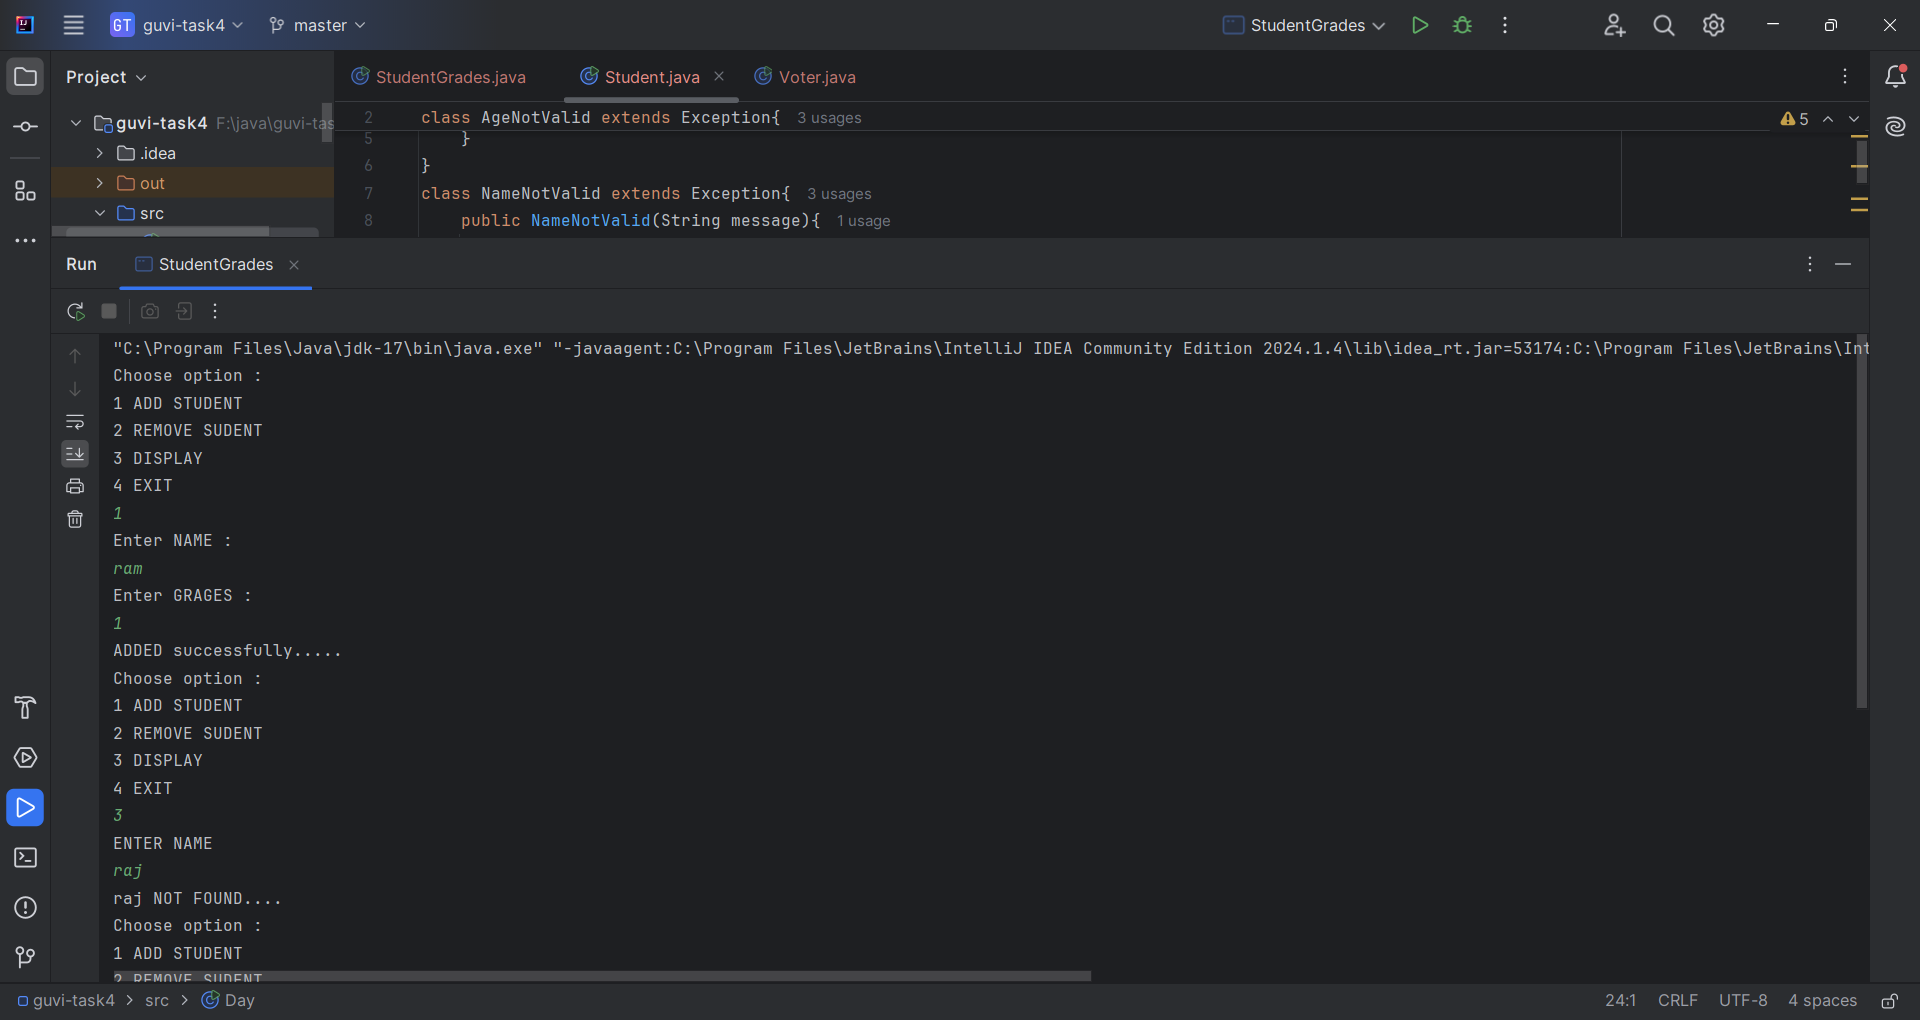 GT guvi-task4 master StudentGrades
Project StudentGrades.java Student.java Voter.java
guvi-task4 F:\java\guvi-tas
.idea
out
src
2 class AgeNotValid extends Exception{ 3 usages
5 }
6 }
7 class NameNotValid extends Exception{ 3 usages
8 public NameNotValid(String message){ 1 usage
5
Run StudentGrades
"C:\Program Files\Java\jdk-17\bin\java.exe" "-javaagent:C:\Program Files\JetBrains\IntelliJ IDEA Community Edition 2024.1.4\lib\idea_rt.jar=53174:C:\Program Files\JetBrains\Int
Choose option :
1 ADD STUDENT
2 REMOVE SUDENT
3 DISPLAY
4 EXIT
1
Enter NAME :
ram
Enter GRAGES :
1
ADDED successfully.....
Choose option :
1 ADD STUDENT
2 REMOVE SUDENT
3 DISPLAY
4 EXIT
3
ENTER NAME
raj
raj NOT FOUND....
Choose option :
1 ADD STUDENT
2 REMOVE SUDENT
guvi-task4 > src > Day 24:1 CRLF UTF-8 4 spaces